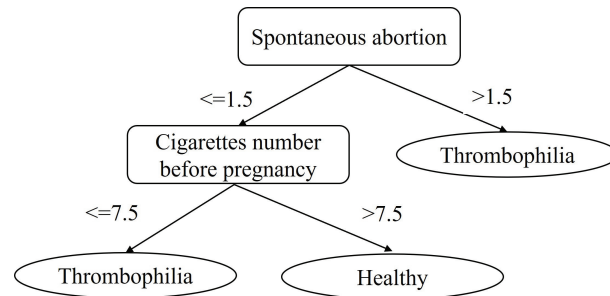 Spontaneous abortion
<=1.5
>1.5
Cigarettes number
before pregnancy
Thrombophilia
<=7.5
>7.5
Thrombophilia
Healthy